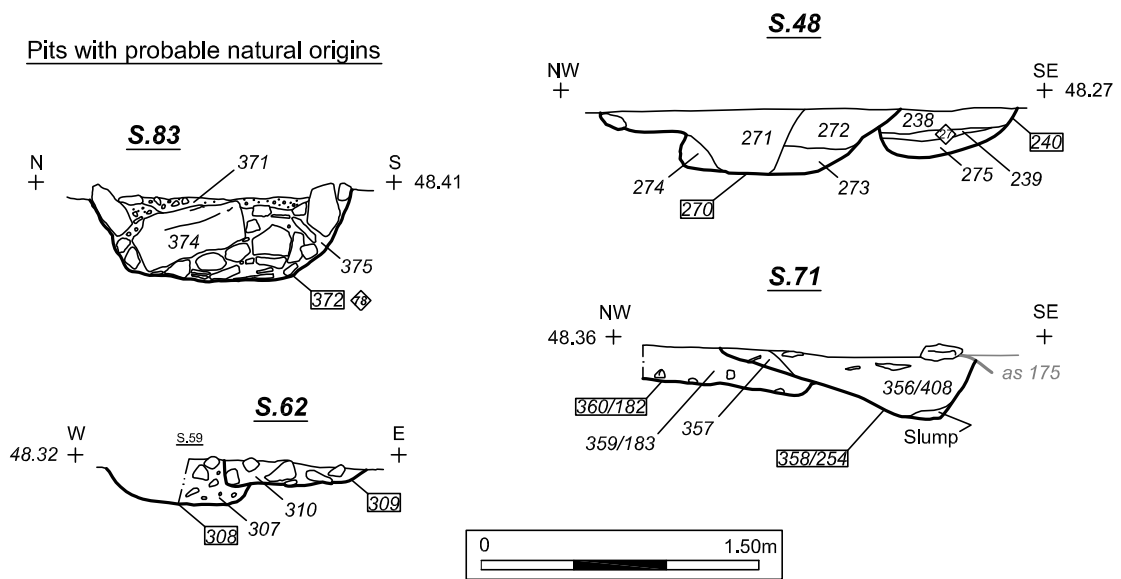 Pits with probable natural origins
S.83
N
S
48.41
371
374
375
372
78
S.62
W
E
48.32
S.59
308
307
310
309
S.48
NW
SE
48.27
238
27
240
271
272
274
273
275
239
270
S.71
NW
SE
48.36
as 175
356/408
360/182
359/183
357
Slump
358/254
0
1.50m